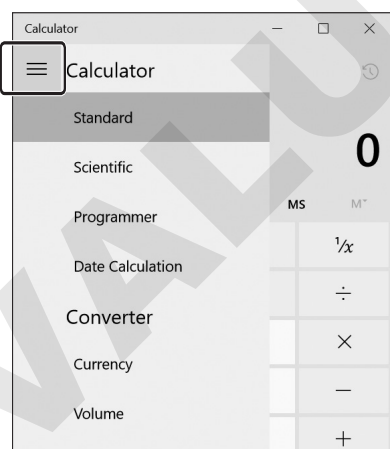 Calculator
Calculator
Standard
0
Scientific
MS M⁺
Programmer
¹/x
Date Calculation
÷
Converter
×
Currency
−
Volume
+